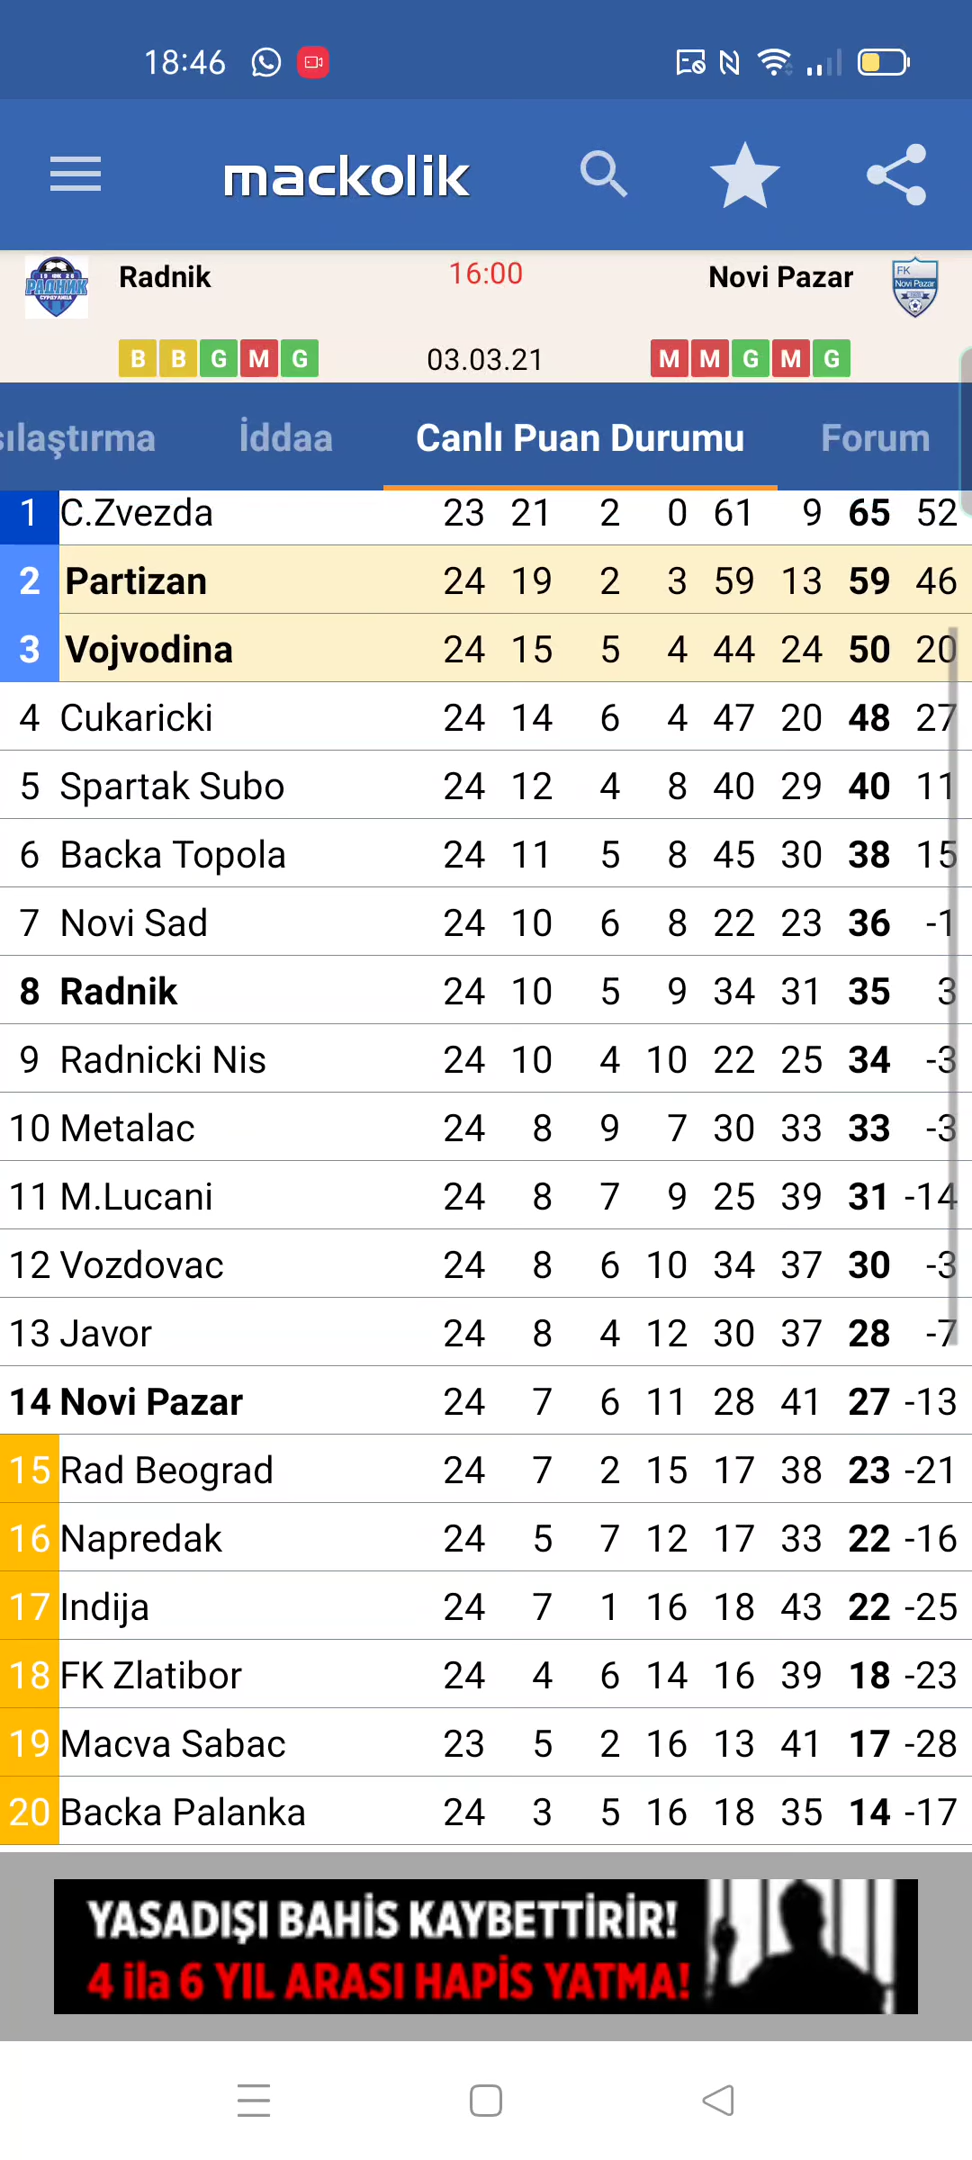 18:46
mackolik
Radnik 16:00 Novi Pazar
РАДНИК
СУРДУЛИЦА
FK
Novi Pazar
B B G M G 03.03.21 M M G M G
sılaştırma İddaa Canlı Puan Durumu Forum
1 C.Zvezda 23 21 2 0 61 9 65 52
2 Partizan 24 19 2 3 59 13 59 46
3 Vojvodina 24 15 5 4 44 24 50 20
4 Cukaricki 24 14 6 4 47 20 48 27
5 Spartak Subo 24 12 4 8 40 29 40 11
6 Backa Topola 24 11 5 8 45 30 38 15
7 Novi Sad 24 10 6 8 22 23 36 -1
8 Radnik 24 10 5 9 34 31 35 3
9 Radnicki Nis 24 10 4 10 22 25 34 -3
10 Metalac 24 8 9 7 30 33 33 -3
11 M.Lucani 24 8 7 9 25 39 31 -14
12 Vozdovac 24 8 6 10 34 37 30 -3
13 Javor 24 8 4 12 30 37 28 -7
14 Novi Pazar 24 7 6 11 28 41 27 -13
15 Rad Beograd 24 7 2 15 17 38 23 -21
16 Napredak 24 5 7 12 17 33 22 -16
17 Indija 24 7 1 16 18 43 22 -25
18 FK Zlatibor 24 4 6 14 16 39 18 -23
19 Macva Sabac 23 5 2 16 13 41 17 -28
20 Backa Palanka 24 3 5 16 18 35 14 -17
YASADIŞI BAHİS KAYBETTİRİR!
4 ila 6 YIL ARASI HAPİS YATMA!